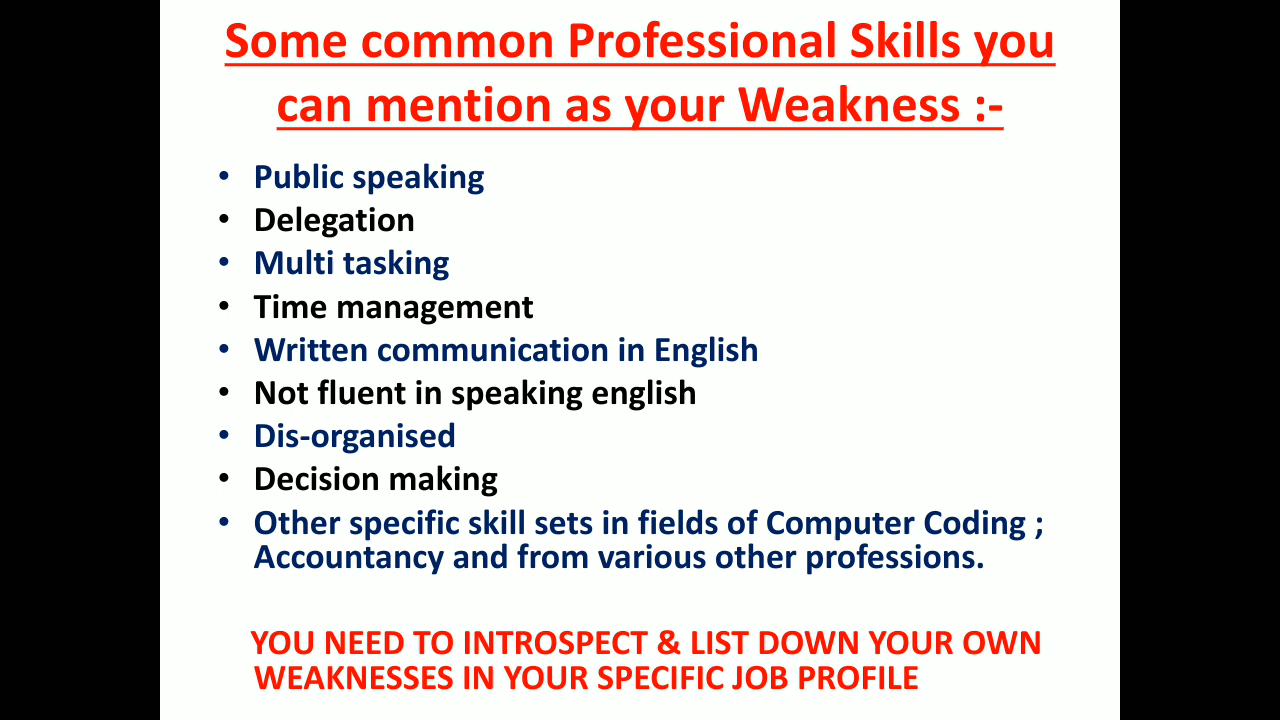 Some common Professional Skills you
can mention as your Weakness :-
• Public speaking
• Delegation
• Multi tasking
• Time management
• Written communication in English
• Not fluent in speaking english
• Dis-organised
• Decision making
• Other specific skill sets in fields of Computer Coding ;
Accountancy and from various other professions.
YOU NEED TO INTROSPECT & LIST DOWN YOUR OWN
WEAKNESSES IN YOUR SPECIFIC JOB PROFILE